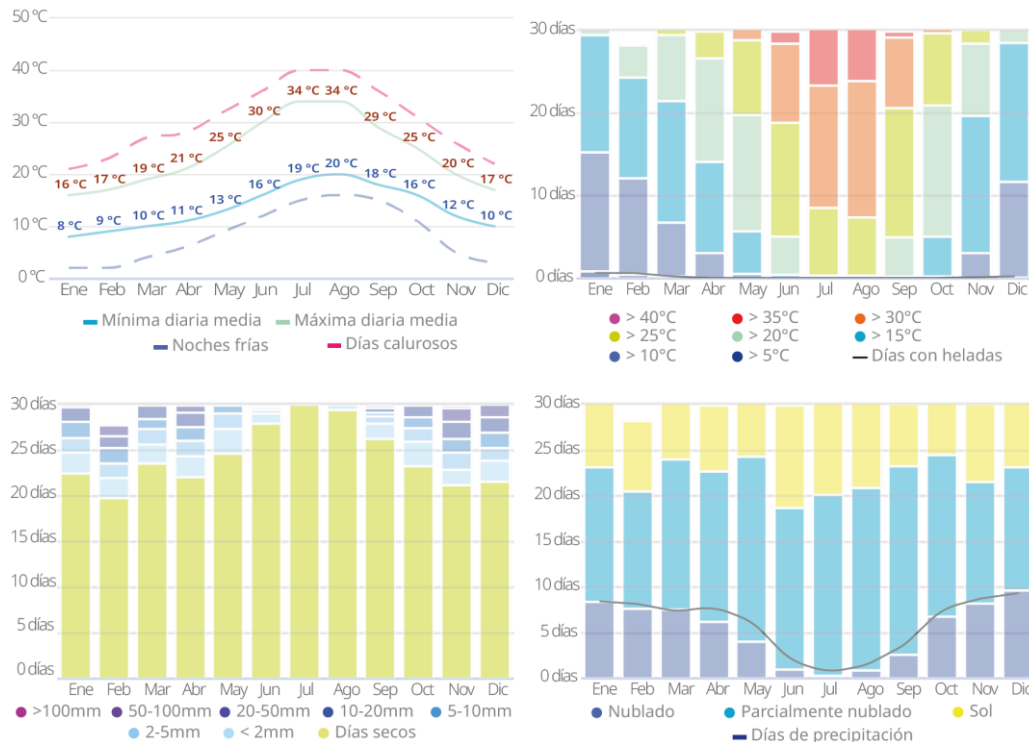 50 °C
40 °C
30 °C
20 °C
10 °C
0 °C
16 °C 17 °C 19 °C 21 °C 25 °C 30 °C 34 °C 34 °C 29 °C 25 °C 20 °C 17 °C
8 °C 9 °C 10 °C 11 °C 13 °C 16 °C 19 °C 20 °C 18 °C 16 °C 12 °C 10 °C
Ene Feb Mar Abr May Jun Jul Ago Sep Oct Nov Dic
Mínima diaria media Máxima diaria media
Noches frías Días calurosos
30 días
20 días
10 días
0 días
Ene Feb Mar Abr May Jun Jul Ago Sep Oct Nov Dic
> 40°C > 35°C > 30°C
> 25°C > 20°C > 15°C
> 10°C > 5°C Días con heladas
30 días
25 días
20 días
15 días
10 días
5 días
0 días
Ene Feb Mar Abr May Jun Jul Ago Sep Oct Nov Dic
>100mm 50-100mm 20-50mm 10-20mm 5-10mm
2-5mm < 2mm Días secos
30 días
25 días
20 días
15 días
10 días
5 días
0 días
Ene Feb Mar Abr May Jun Jul Ago Sep Oct Nov Dic
Nublado Parcialmente nublado Sol
Días de precipitación